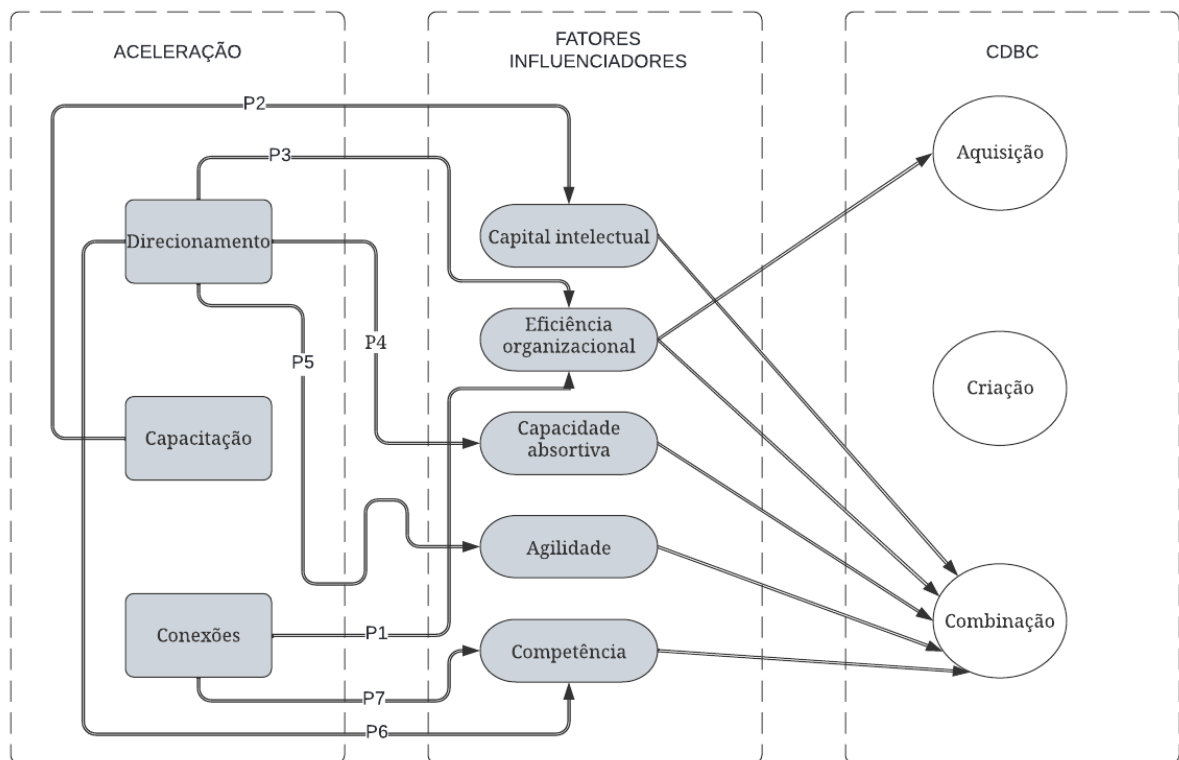 ACELERAÇÃO
FATORES
INFLUENCIADORES
CDBC
P2
P3
Direcionamento
P5
P4
Capacitação
Conexões
P1
P7
P6
Capital intelectual
Eficiência
organizacional
Capacidade
absortiva
Agilidade
Competência
Aquisição
Criação
Combinação